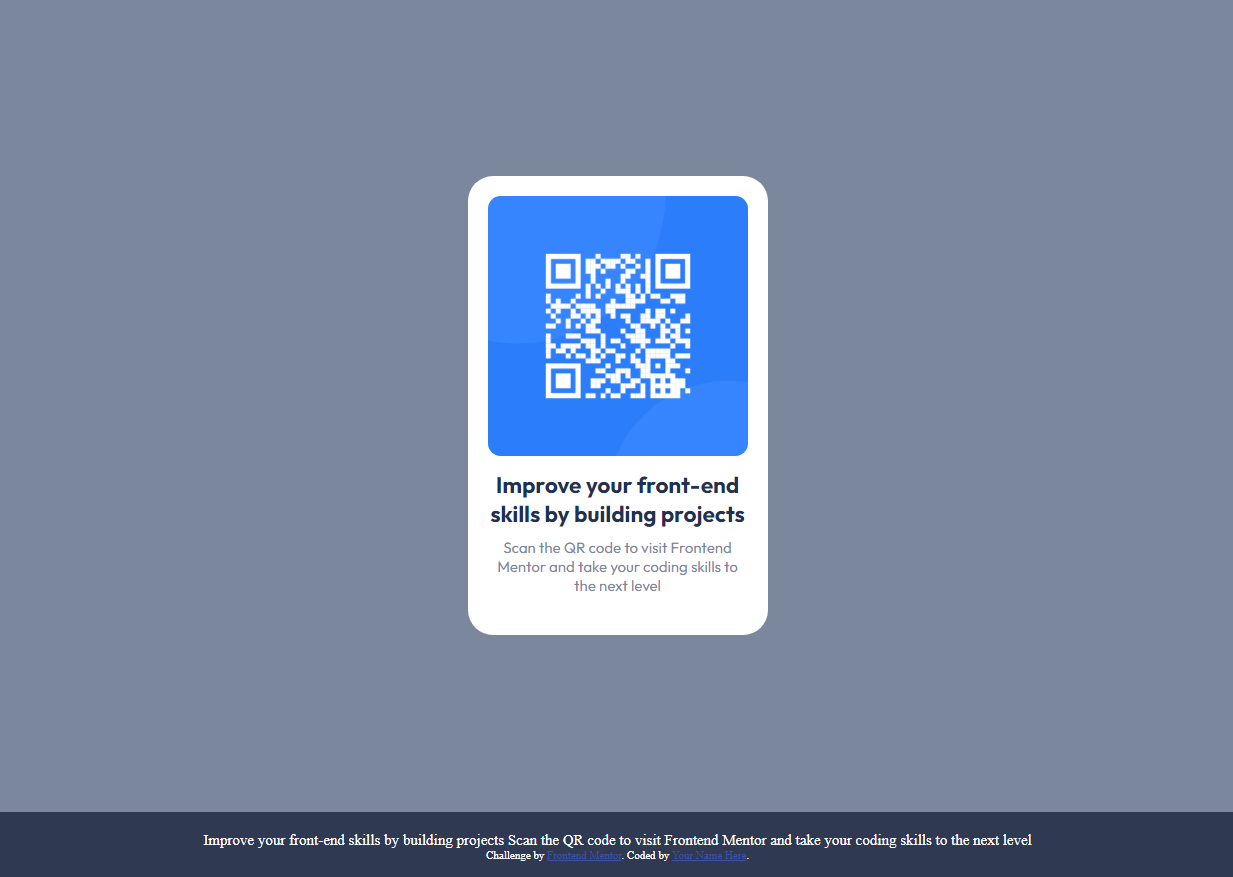 Improve your front-end
skills by building projects
Scan the QR code to visit Frontend
Mentor and take your coding skills to
the next level
Improve your front-end skills by building projects Scan the QR code to visit Frontend Mentor and take your coding skills to the next level
Challenge by Frontend Mentor. Coded by Your Name Here.